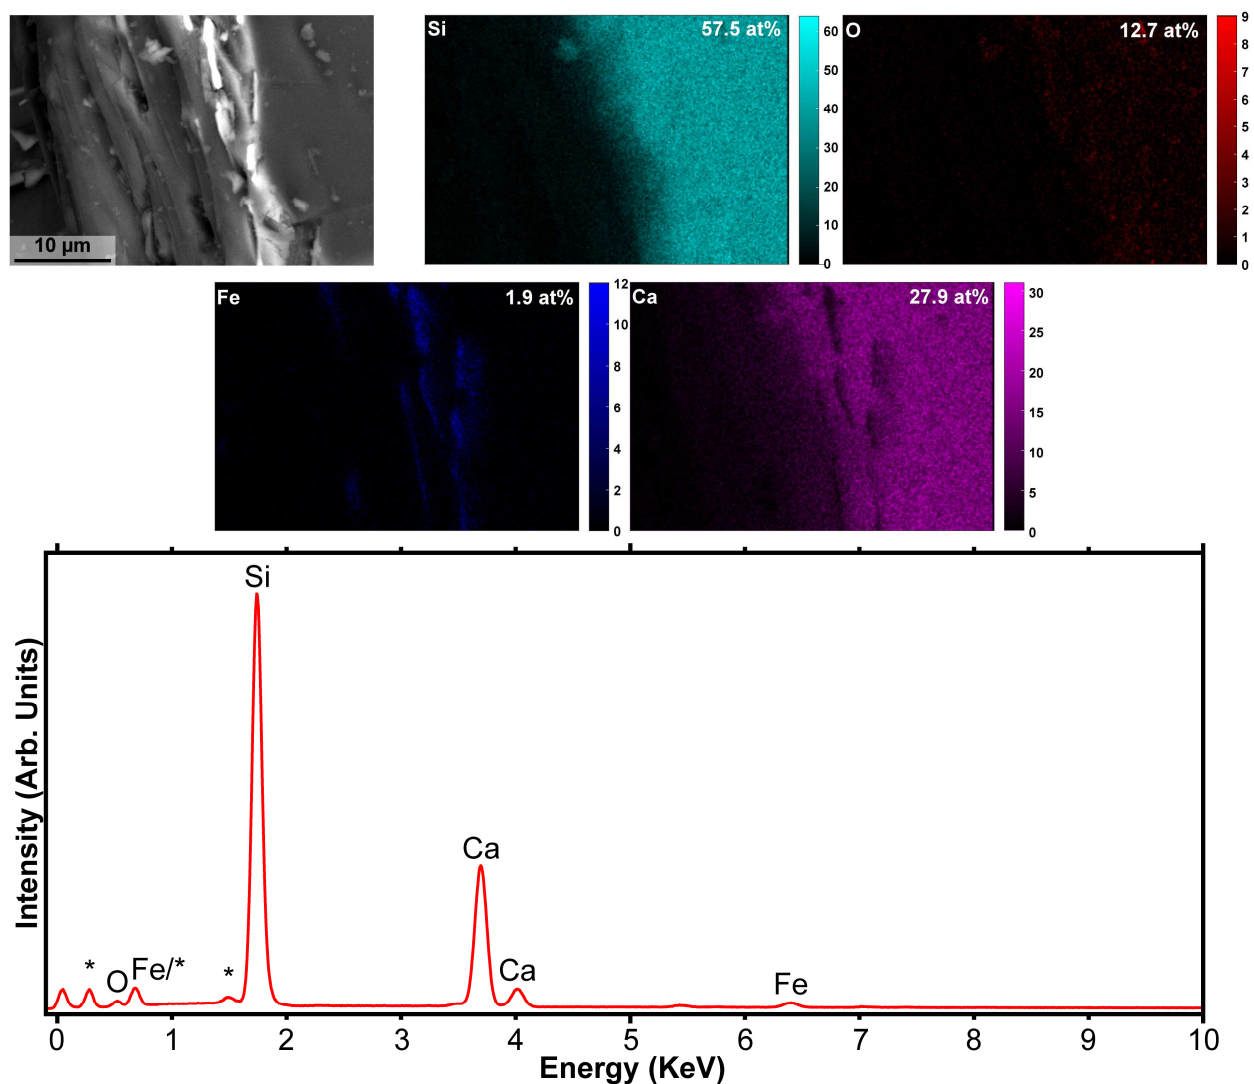 Si 57.5 at%
60
50
40
30
20
10
0
O 12.7 at%
9
8
7
6
5
4
3
2
1
0
10 µm
Fe 1.9 at%
12
10
8
6
4
2
0
Ca 27.9 at%
30
25
20
15
10
5
0
Intensity (Arb. Units)
Si
Ca
* O Fe/* * Ca Fe
0 1 2 3 4 5 6 7 8 9 10
Energy (KeV)